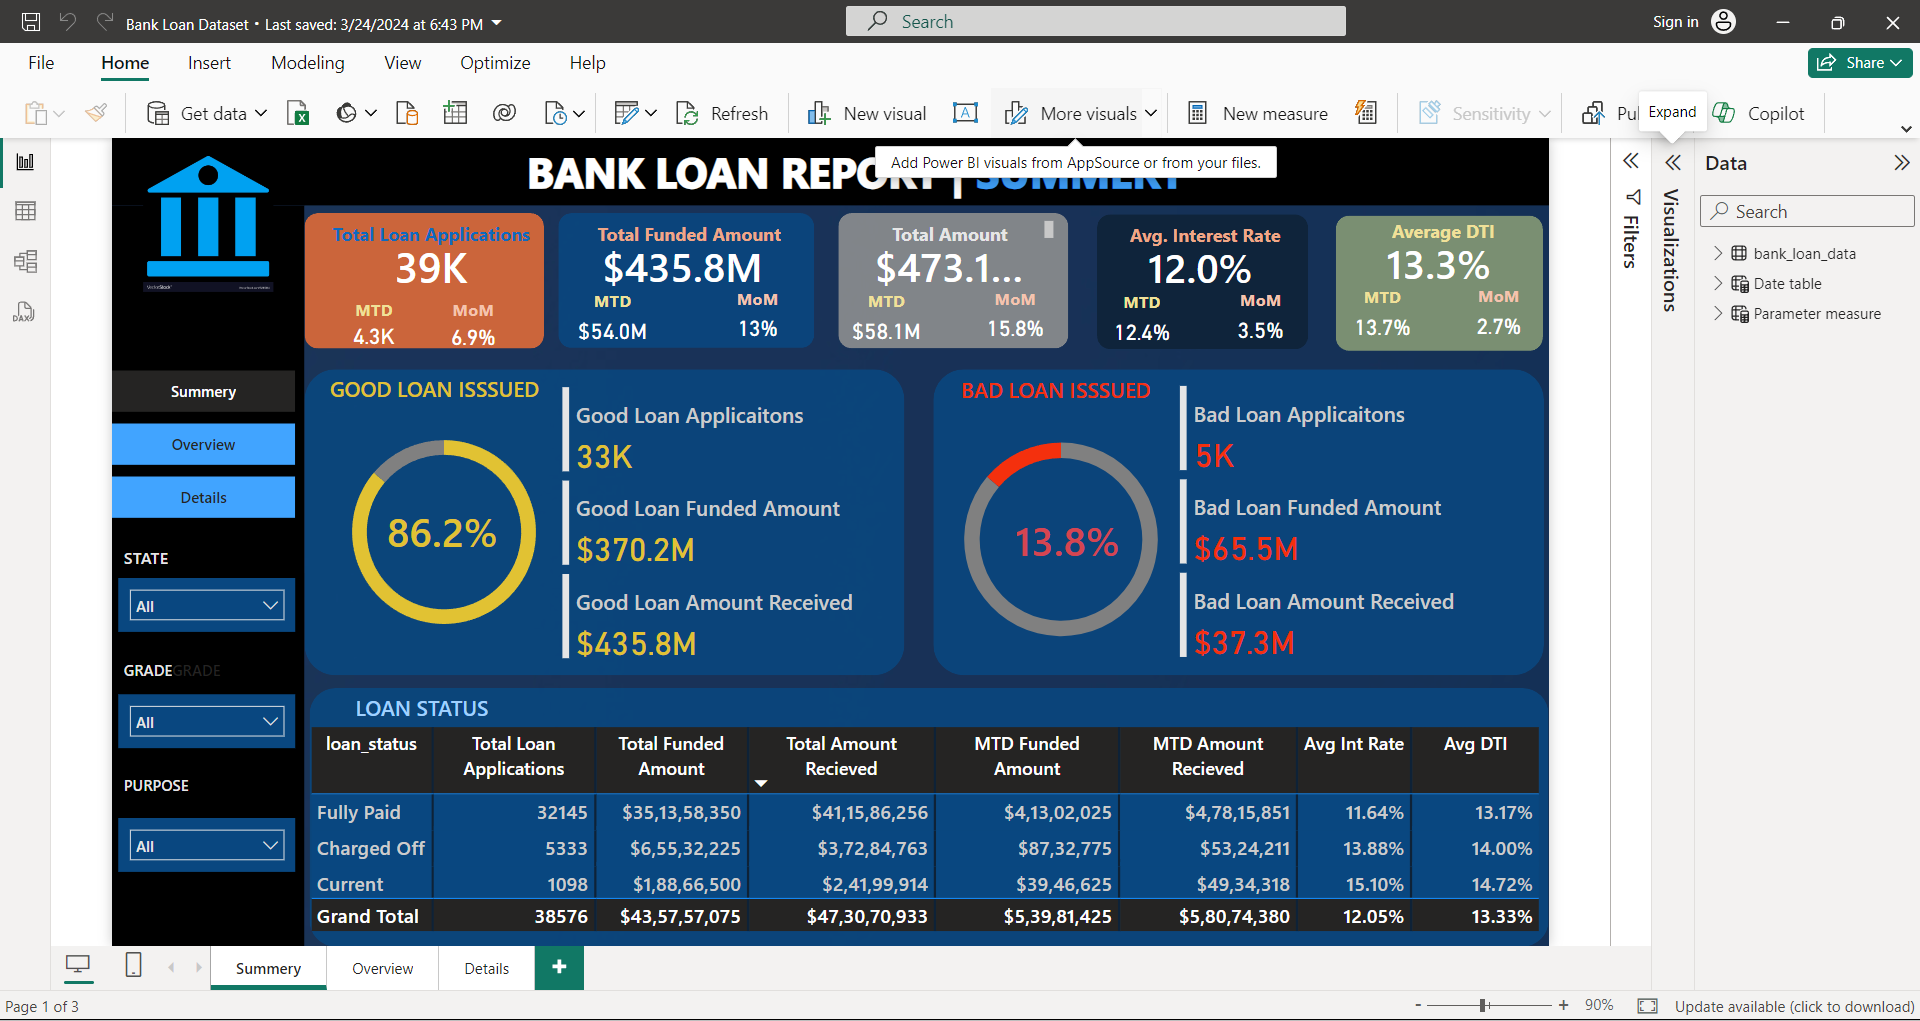 Bank Loan Dataset • Last saved: 3/24/2024 at 6:43 PM
Search
Sign in
File Home Insert Modeling View Optimize Help
Share
Get data
Refresh
New visual
More visuals
New measure
Sensitivity
Pu
Expand
Copilot
Add Power BI visuals from AppSource or from your files.
BANK LOAN REPORT | SUMMERY
Total Loan Applications
39K
MTD MoM
4.3K 6.9%
Total Funded Amount
$435.8M
MTD MoM
$54.0M 13%
Total Amount
$473.1...
MTD MoM
$58.1M 15.8%
Avg. Interest Rate
12.0%
MTD MoM
12.4% 3.5%
Average DTI
13.3%
MTD MoM
13.7% 2.7%
Summery
Overview
Details
STATE
All
GRADE GRADE
All
PURPOSE
All
GOOD LOAN ISSSUED
86.2%
Good Loan Applicaitons
33K
Good Loan Funded Amount
$370.2M
Good Loan Amount Received
$435.8M
BAD LOAN ISSSUED
13.8%
Bad Loan Applicaitons
5K
Bad Loan Funded Amount
$65.5M
Bad Loan Amount Received
$37.3M
LOAN STATUS
loan_status Total Loan Applications Total Funded Amount Total Amount Recieved MTD Funded Amount MTD Amount Recieved Avg Int Rate Avg DTI
Fully Paid 32145 $35,13,58,350 $41,15,86,256 $4,13,02,025 $4,78,15,851 11.64% 13.17%
Charged Off 5333 $6,55,32,225 $3,72,84,763 $87,32,775 $53,24,211 13.88% 14.00%
Current 1098 $1,88,66,500 $2,41,99,914 $39,46,625 $49,34,318 15.10% 14.72%
Grand Total 38576 $43,57,57,075 $47,30,70,933 $5,39,81,425 $5,80,74,380 12.05% 13.33%
Filters
Visualizations
Data
Search
bank_loan_data
Date table
Parameter measure
DAX
Summery Overview Details +
Page 1 of 3
- + 90%
Update available (click to download)